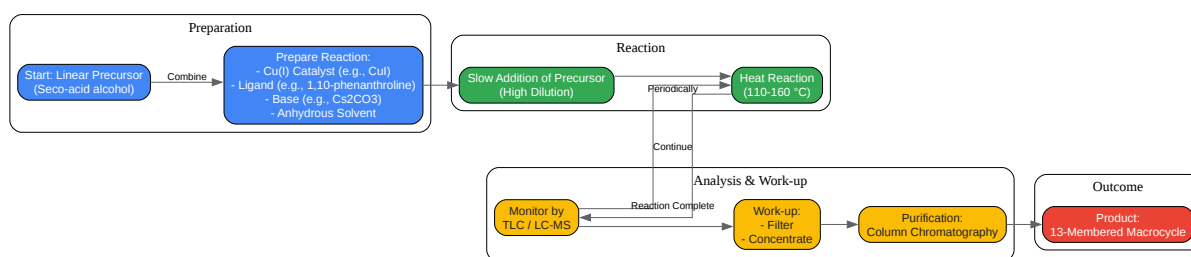 Preparation
Start: Linear Precursor
(Seco-acid alcohol)
Combine
Prepare Reaction:
- Cu(I) Catalyst (e.g., CuI)
- Ligand (e.g., 1,10-phenanthroline)
- Base (e.g., Cs2CO3)
- Anhydrous Solvent
Reaction
Slow Addition of Precursor
(High Dilution)
Heat Reaction
(110-160 °C)
Periodically
Continue
Analysis & Work-up
Monitor by
TLC / LC-MS
Reaction Complete
Work-up:
- Filter
- Concentrate
Purification:
Column Chromatography
Outcome
Product:
13-Membered Macrocycle